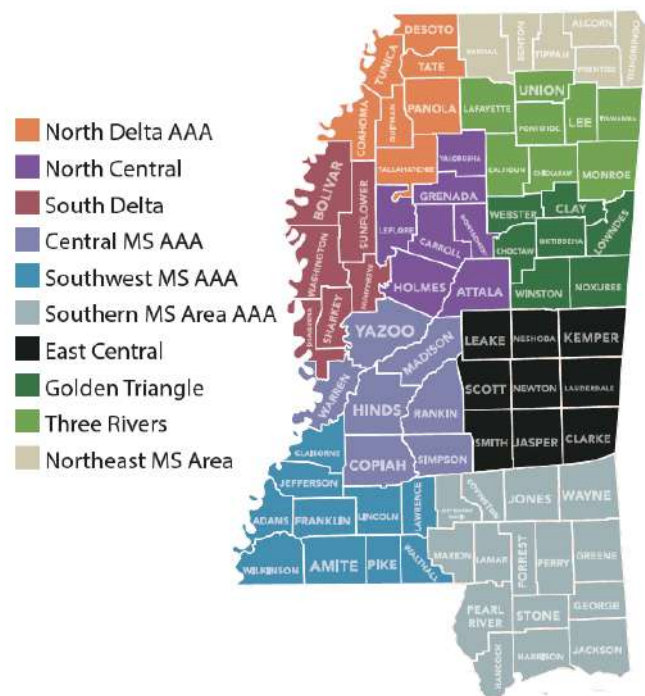 North Delta AAA
North Central
South Delta
Central MS AAA
Southwest MS AAA
Southern MS Area AAA
East Central
Golden Triangle
Three Rivers
Northeast MS Area
DESOTO
BENTON
TIPPAH
ALCORN
TISHOMINGO
TUNICA
TATE
MARSHALL
PRENTISS
UNION
COAHOMA
QUITMAN
PANOLA
LAFAYETTE
PONTOTOC
LEE
ITAWAMBA
TALLAHATCHIE
YALOBUSHA
CALHOUN
CHICKASAW
MONROE
BOLIVAR
SUNFLOWER
GRENADA
WEBSTER
CLAY
LOWNDES
LEFLORE
CARROLL
MONTGOMERY
CHOCTAW
OKTIBBEHA
WASHINGTON
HUMPHREYS
HOLMES
ATTALA
WINSTON
NOXUBEE
SHARKEY
ISSAQUENA
YAZOO
MADISON
LEAKE
NESHOBA
KEMPER
WARREN
HINDS
RANKIN
SCOTT
NEWTON
LAUDERDALE
CLAIBORNE
COPIAH
SIMPSON
SMITH
JASPER
CLARKE
JEFFERSON
LAWRENCE
COVINGTON
JONES
WAYNE
ADAMS
FRANKLIN
LINCOLN
WILKINSON
AMITE
PIKE
WALTHALL
MARION
LAMAR
FORREST
PERRY
GREENE
PEARL
RIVER
STONE
GEORGE
HANCOCK
HARRISON
JACKSON